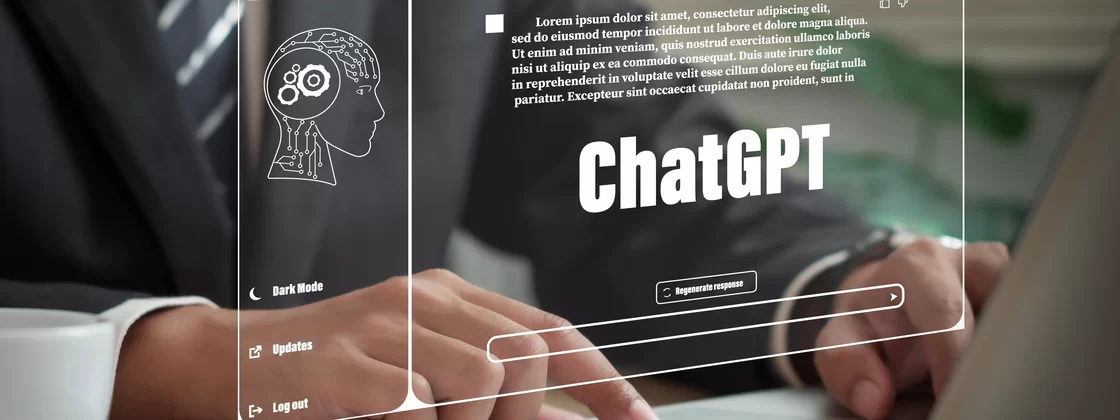 Lorem ipsum dolor sit amet, consectetur adipiscing elit,
sed do eiusmod tempor incididunt ut labore et dolore magna aliqua.
Ut enim ad minim veniam, quis nostrud exercitation ullamco laboris
nisi ut aliquip ex ea commodo consequat. Duis aute irure dolor
in reprehenderit in voluptate velit esse cillum dolore eu fugiat nulla
pariatur. Excepteur sint occaecat cupidatat non proident, sunt in
ChatGPT
Regenerate response
Dark Mode
Updates
Log out